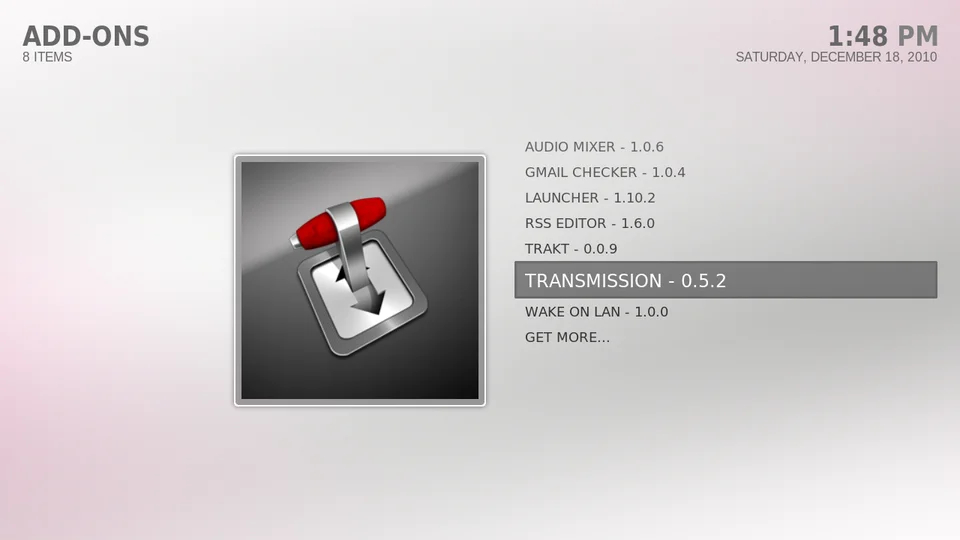 ADD-ONS
8 ITEMS
1:48 PM
SATURDAY, DECEMBER 18, 2010
AUDIO MIXER - 1.0.6
GMAIL CHECKER - 1.0.4
LAUNCHER - 1.10.2
RSS EDITOR - 1.6.0
TRAKT - 0.0.9
TRANSMISSION - 0.5.2
WAKE ON LAN - 1.0.0
GET MORE...